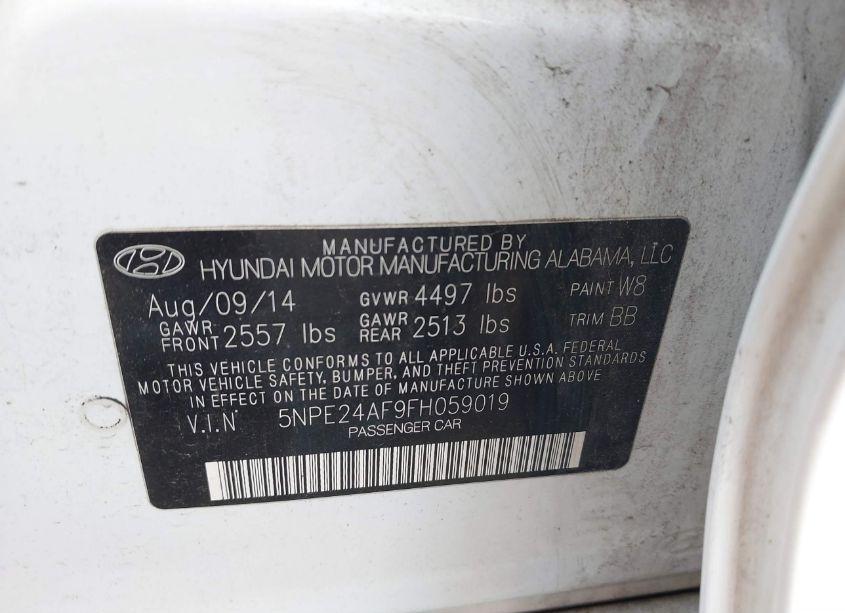 MANUFACTURED BY
HYUNDAI MOTOR MANUFACTURING ALABAMA, LLC
Aug/09/14 GVWR 4497 lbs PAINT W8
GAWR FRONT 2557 lbs GAWR REAR 2513 lbs TRIM BB
THIS VEHICLE CONFORMS TO ALL APPLICABLE U.S.A. FEDERAL
MOTOR VEHICLE SAFETY, BUMPER, AND THEFT PREVENTION STANDARDS
IN EFFECT ON THE DATE OF MANUFACTURE SHOWN ABOVE
V.I.N 5NPE24AF9FH059019
PASSENGER CAR